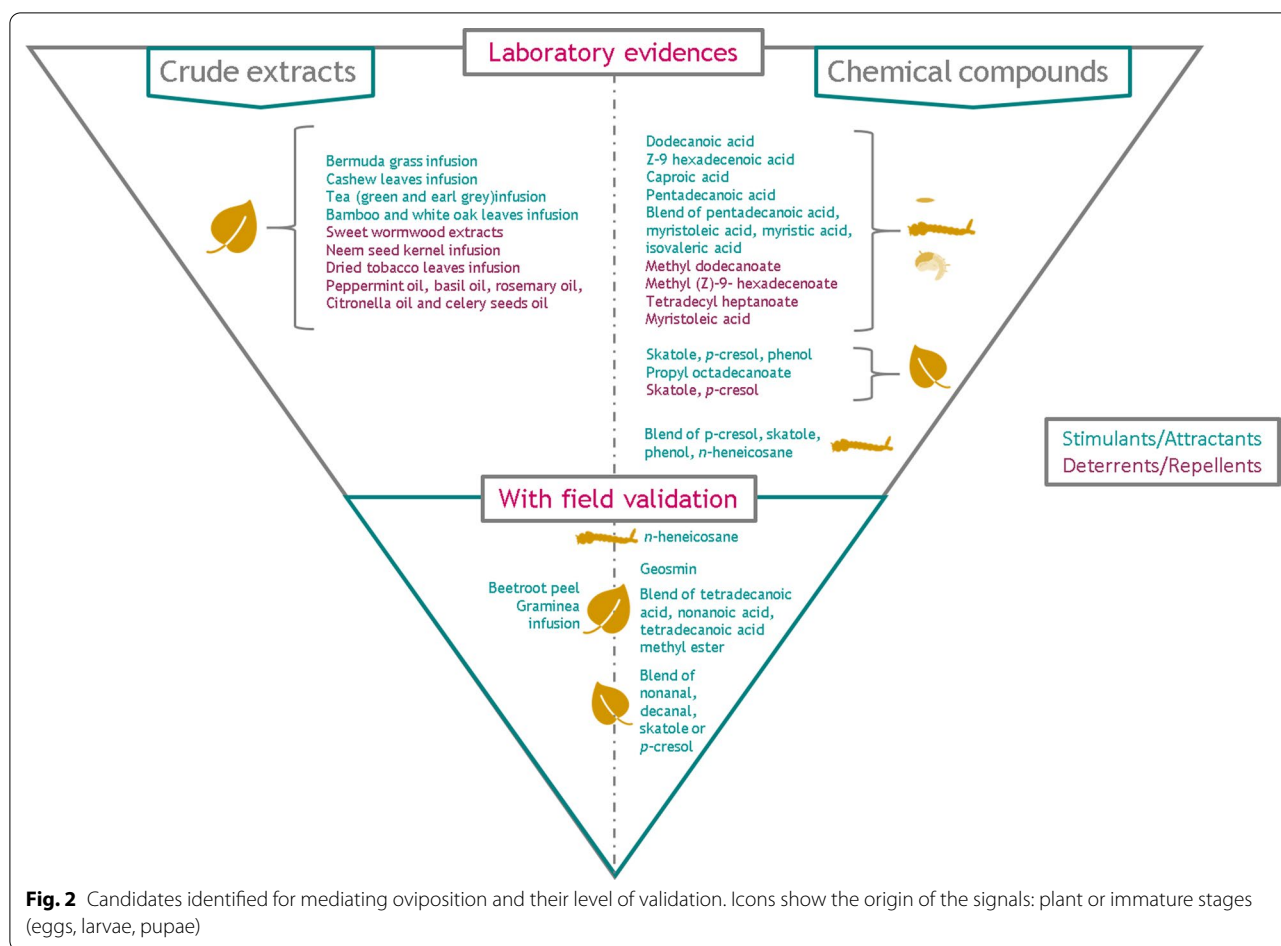 Laboratory evidences
Crude extracts
Chemical compounds
Bermuda grass infusion
Cashew leaves infusion
Tea (green and earl grey)infusion
Bamboo and white oak leaves infusion
Sweet wormwood extracts
Neem seed kernel infusion
Dried tobacco leaves infusion
Peppermint oil, basil oil, rosemary oil,
Citronella oil and celery seeds oil
Dodecanoic acid
Z-9 hexadecenoic acid
Caproic acid
Pentadecanoic acid
Blend of pentadecanoic acid,
myristoleic acid, myristic acid,
isovaleric acid
Methyl dodecanoate
Methyl (Z)-9- hexadecenoate
Tetradecyl heptanoate
Myristoleic acid
Skatole, p-cresol, phenol
Propyl octadecanoate
Skatole, p-cresol
Blend of p-cresol, skatole,
phenol, n-heneicosane
Stimulants/Attractants
Deterrents/Repellents
With field validation
n-heneicosane
Beetroot peel
Graminea
infusion
Geosmin
Blend of tetradecanoic
acid, nonanoic acid,
tetradecanoic acid
methyl ester
Blend of
nonanal,
decanal,
skatole or
p-cresol
Fig. 2 Candidates identified for mediating oviposition and their level of validation. Icons show the origin of the signals: plant or immature stages
(eggs, larvae, pupae)